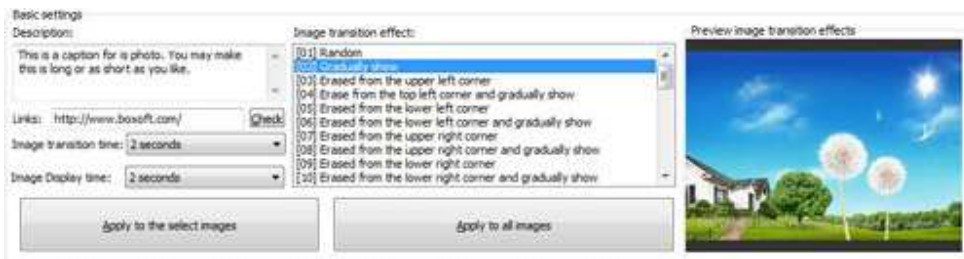 Basic settings
Description:
This is a caption for is photo. You may make
this is long or as short as you like.
Links: http://www.boxoft.com/ Check
Image transition time: 2 seconds
Image Display time: 2 seconds
Apply to the select images
Image transition effect:
[01] Random
[02] Gradually show
[03] Erased from the upper left corner
[04] Erase from the top left corner and gradually show
[05] Erased from the lower left corner
[06] Erased from the lower left corner and gradually show
[07] Erased from the upper right corner
[08] Erased from the upper right corner and gradually show
[09] Erased from the lower right corner
[10] Erased from the lower right corner and gradually show
Apply to all images
Preview image transition effects